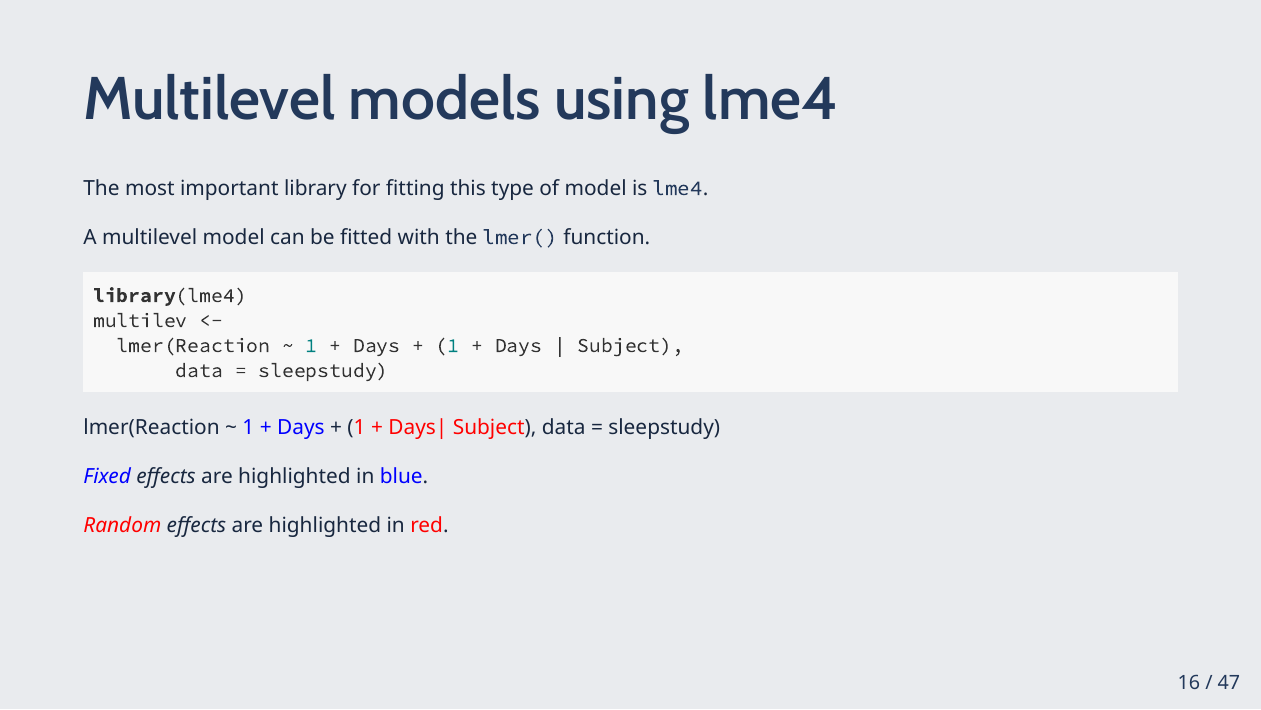 Multilevel models using lme4
The most important library for fitting this type of model is lme4.
A multilevel model can be fitted with the lmer() function.
library(lme4)
multilev <-
  lmer(Reaction ~ 1 + Days + (1 + Days | Subject),
       data = sleepstudy)
lmer(Reaction ~ 1 + Days + (1 + Days| Subject), data = sleepstudy)
Fixed effects are highlighted in blue.
Random effects are highlighted in red.
16 / 47